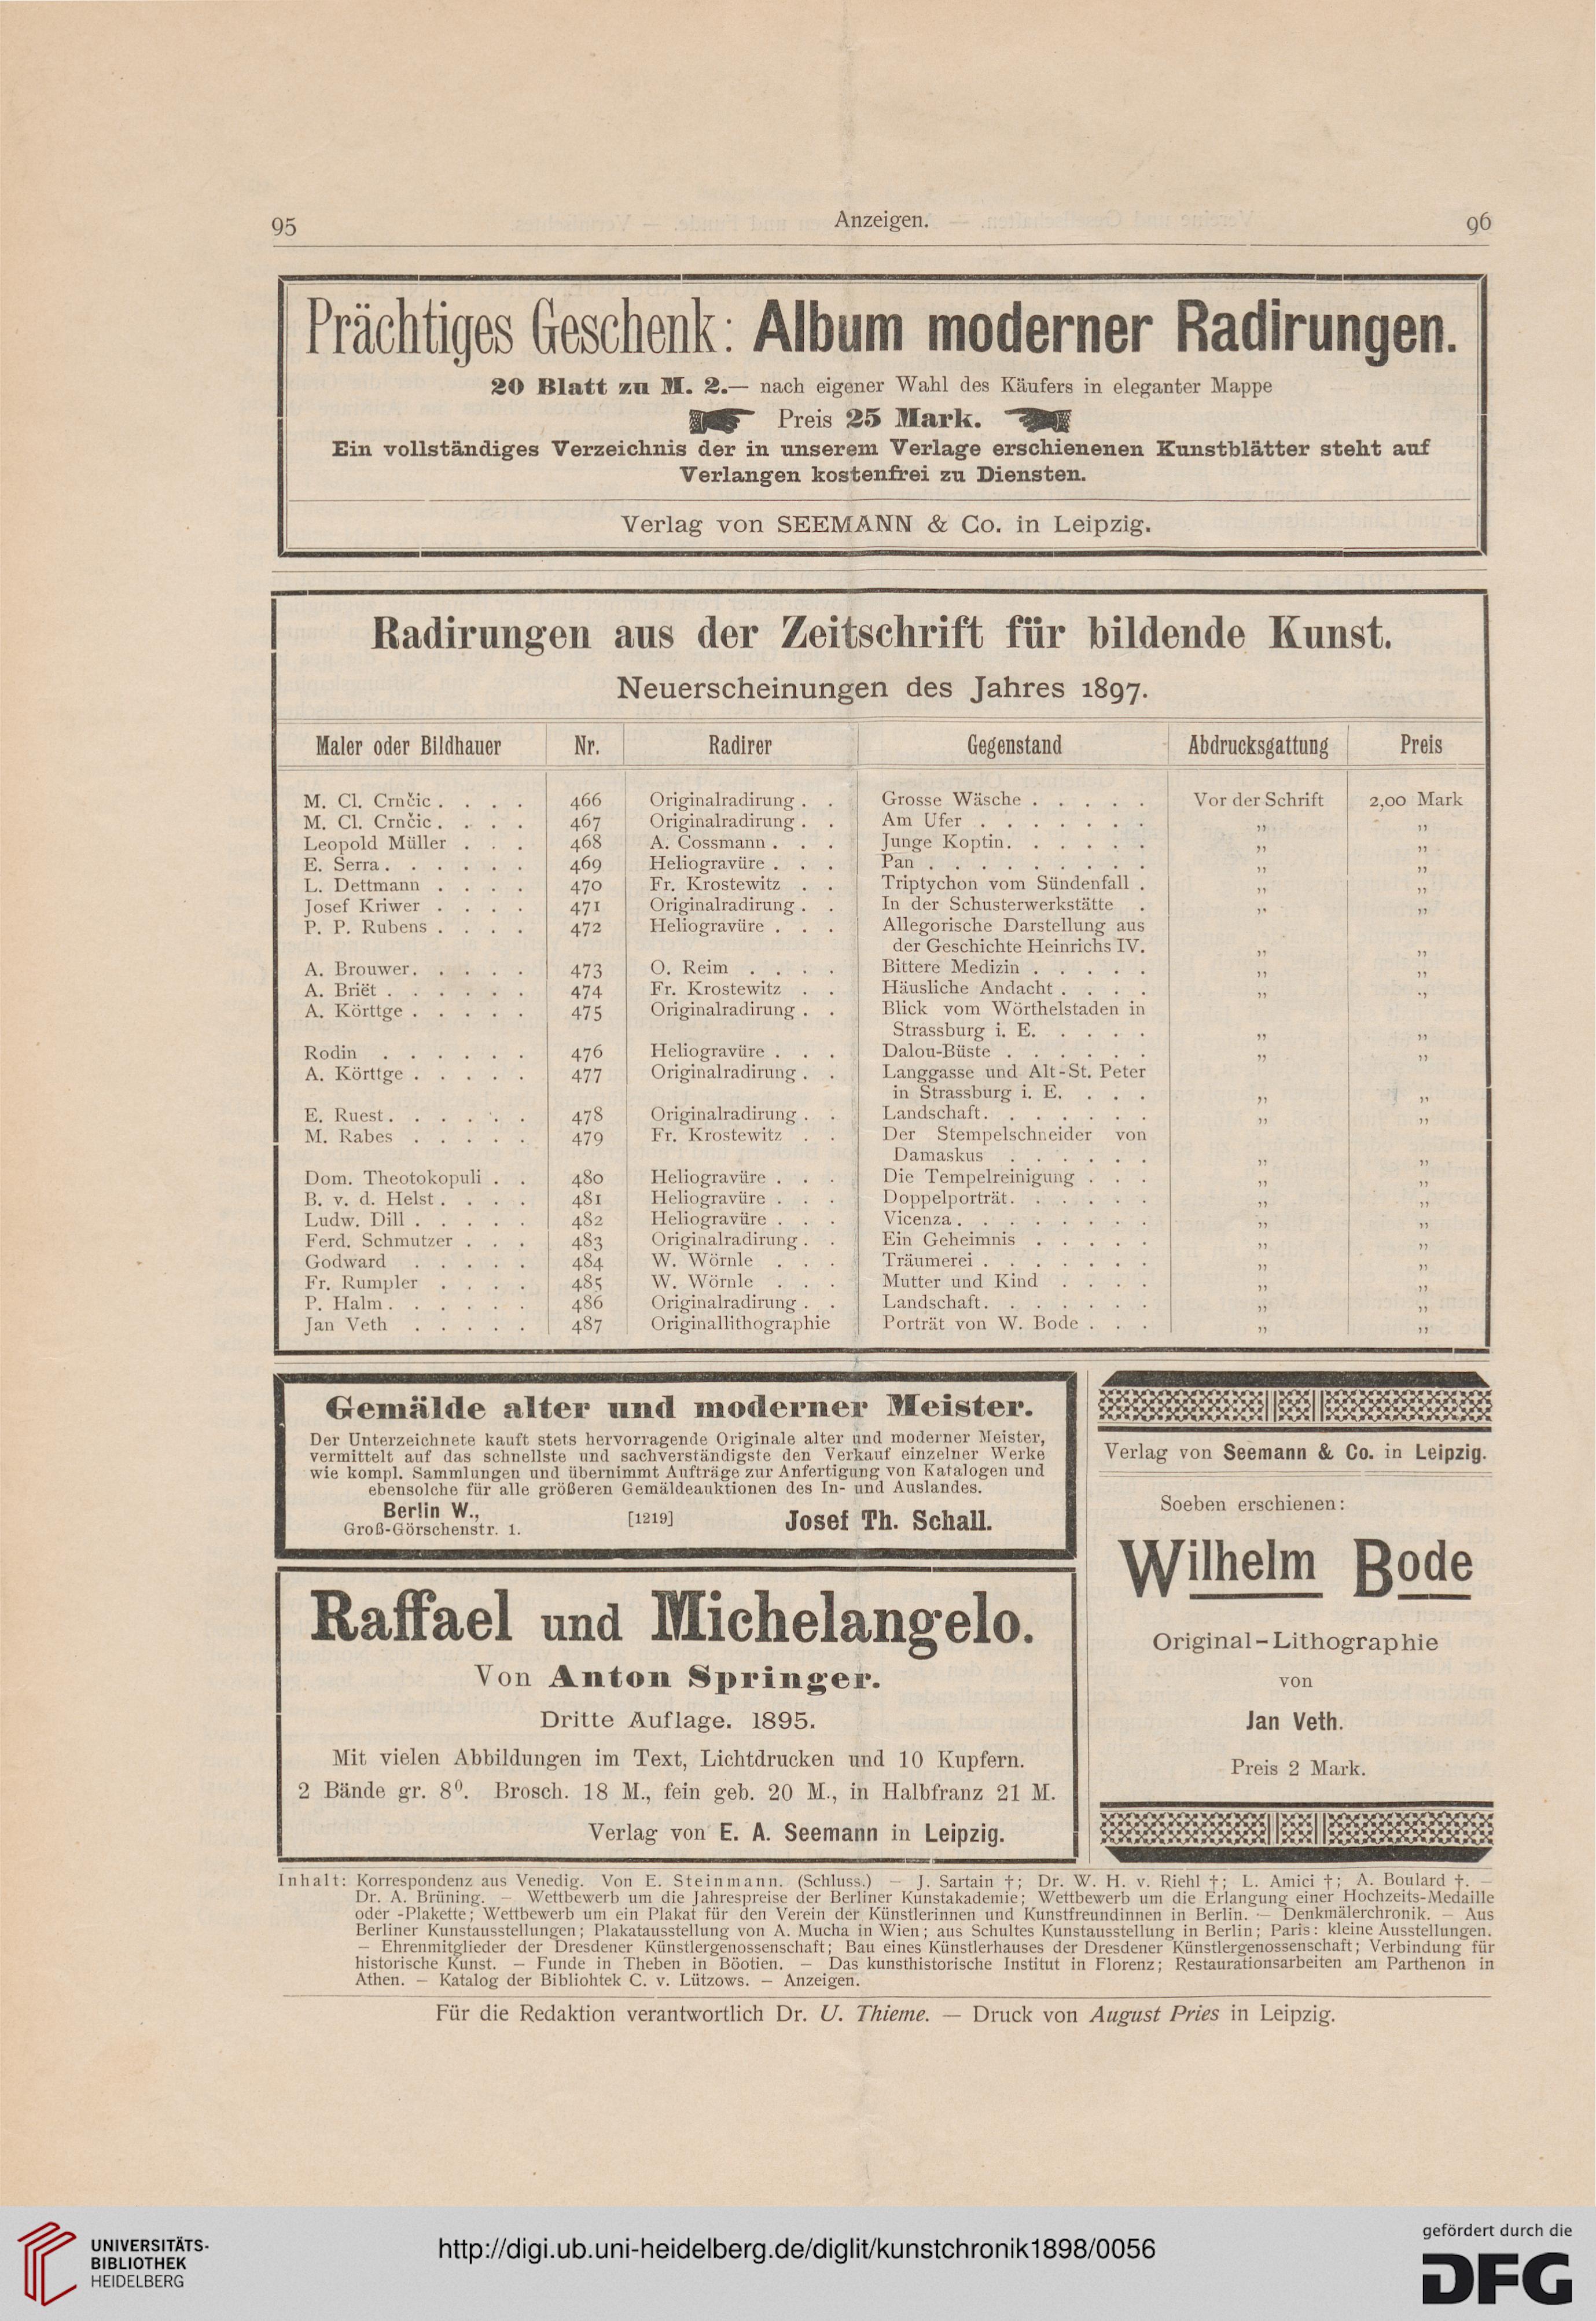 95
Anzeigen.
96
Prächtiges Geschenk: Album moderner Radirungen.
20 Blatt zu M. 2.— nach eigener Wahl des Käufers in eleganter Mappe
Preis 25 Mark.
Ein vollständiges Verzeichnis der in unserem Verlage erschienenen Kunstblätter steht auf
Verlangen kostenfrei zu Diensten.
Verlag von SEEMANN & Co. in Leipzig.
Radirungen aus der Zeitschrift für bildende Kunst.
Neuerscheinungen des Jahres 1897.
Maler oder Bildhauer Nr. Radirer Gegenstand Abdrucksgattung Preis
M. Cl. Crnčic . . . . 466 Originalradirung . . Grosse Wäsche . . . . . Vor der Schrift 2,00 Mark
M. Cl. Crnčic . . . . 467 Originalradirung . . Am Ufer . . . . . . . „ „
Leopold Müller . . . 468 A. Cossmann . . . Junge Koptin. . . . . . „ „
E. Serra . . . . . . 469 Heliogravüre . . . Pan . . . . . . . . . „ „
L. Dettmann . . . . 470 Fr. Krostewitz . . Triptychon vom Sündenfall . „ „
Josef Kriwer . . . . 471 Originalradirung . . In der Schusterwerkstätte . „ „
P. P. Rubens . . . . 472 Heliogravüre . . . Allegorische Darstellung aus
der Geschichte Heinrichs IV. „ „
A. Brouwer. . . . . 473 O. Reim . . . . Bittere Medizin . . . . . „ „
A. Briët . . . . . . 474 Fr. Krostewitz . . Häusliche Andacht . . . . „ „
A. Körttge . . . . . 475 Originalradirung . . Blick vom Wörthelstaden in
Strassburg i. E. . . . . „ „
Rodin . . . . . . 476 Heliogravüre . . . Dalou-Büste . . . . . . „ „
A. Körttge . . . . . 477 Originalradirung . . Langgasse und Alt-St. Peter
in Strassburg i. E. . . . „ „
E. Ruest. . . . . . 478 Originalradirung . . Landschaft. . . . . . . „ „
M. Rabes . . . . . 479 Fr. Krostewitz . . Der Stempelschneider von
Damaskus . . . . . . „ „
Dom. Theotokopuli . . 480 Heliogravüre . . . Die Tempelreinigung . . . „ „
B. v. d. Helst . . . . 481 Heliogravüre . . . Doppelporträt. . . . . . „ „
Ludw. Dill . . . . . 482 Heliogravüre . . . Vicenza . . . . . . . . „ „
Ferd. Schmutzer . . . 483 Originalradirung . . Ein Geheimnis . . . . . „ „
Godward . . . . . 484 W. Wörnle . . . Träumerei . . . . . . . „ „
Fr. Rumpler . . . . 485 W. Wörnle . . . Mutter und Kind . . . . „ „
P. Halm . . . . . . 486 Originalradirung . . Landschaft. . . . . . . „ „
Jan Veth . . . . . 487 Originallithographie Porträt von W. Bode . . . „ „
Gemälde alter und moderner Meister.
Der Unterzeichnete kauft stets hervorragende Originale alter und moderner Meister,
vermittelt auf das schnellste und sachverständigste den Verkauf einzelner Werke
wie kompl. Sammlungen und übernimmt Aufträge zur Anfertigung von Katalogen und
ebensolche für alle größeren Gemäldeauktionen des In- und Auslandes.
Berlin W.,
Groß-Görschenstr. 1.
[1219]
Josef Th. Schall.
Raffael und Michelangelo.
Von Anton Springer.
Dritte Auflage. 1895.
Mit vielen Abbildungen im Text, Lichtdrucken und 10 Kupfern.
2 Bände gr. 8⁰. Brosch. 18 M., fein geb. 20 M., in Halbfranz 21 M.
Verlag von E. A. Seemann in Leipzig.
Verlag von Seemann & Co. in Leipzig.
Soeben erschienen:
Wilhelm Bode
Original-Lithographie
von
Jan Veth.
Preis 2 Mark.
Inhalt: Korrespondenz aus Venedig. Von E. Steinmann. (Schluss.) — J. Sartain †; Dr. W. H. v. Riehl †; L. Amici †; A. Boulard †. —
Dr. A. Brüning. — Wettbewerb um die Jahrespreise der Berliner Kunstakademie; Wettbewerb um die Erlangung einer Hochzeits-Medaille
oder -Plakette; Wettbewerb um ein Plakat für den Verein der Künstlerinnen und Kunstfreundinnen in Berlin. — Denkmälerchronik. — Aus
Berliner Kunstausstellungen; Plakatausstellung von A. Mucha in Wien; aus Schultes Kunstausstellung in Berlin; Paris: kleine Ausstellungen.
— Ehrenmitglieder der Dresdener Künstlergenossenschaft; Bau eines Künstlerhauses der Dresdener Künstlergenossenschaft; Verbindung für
historische Kunst. — Funde in Theben in Böotien. — Das kunsthistorische Institut in Florenz; Restaurationsarbeiten am Parthenon in
Athen. — Katalog der Bibliohtek C. v. Lützows. — Anzeigen.
Für die Redaktion verantwortlich Dr. U. Thieme. — Druck von August Pries in Leipzig.
UNIVERSITÄTS-
BIBLIOTHEK
HEIDELBERG
http://digi.ub.uni-heidelberg.de/diglit/kunstchronik1898/0056
gefördert durch die
DFG